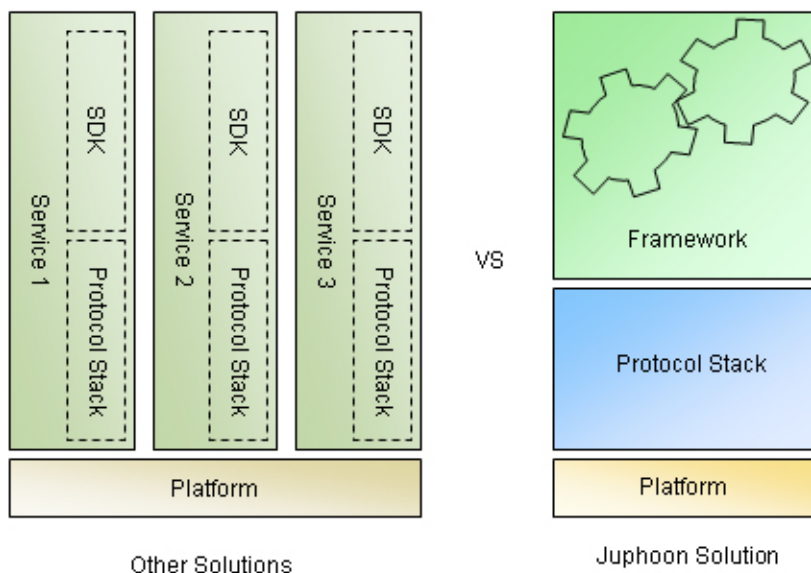 Service 1
SDK
Protocol Stack
Service 2
SDK
Protocol Stack
Service 3
SDK
Protocol Stack
Platform
Other Solutions
VS
Framework
Protocol Stack
Platform
Juphoon Solution